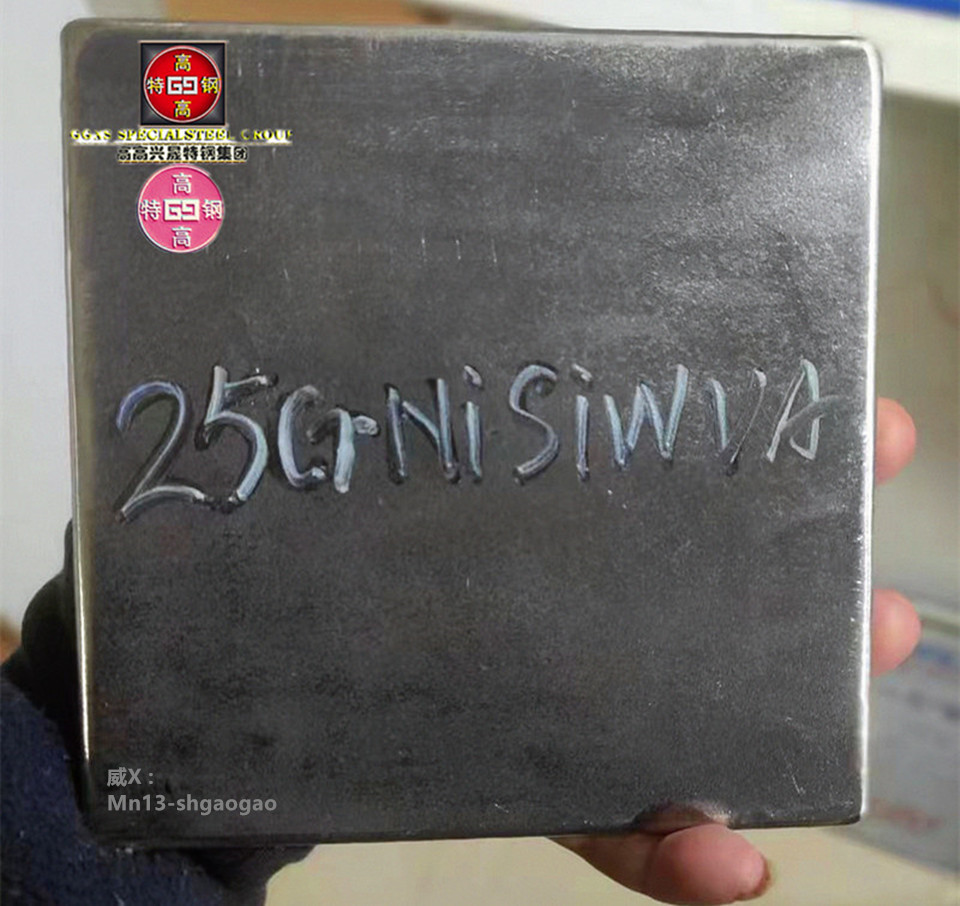 高
特GG钢
高
GGXS SPECIALSTEEL GROUP
高高兴晟特钢集团
高
特GG钢
高
25CrNiSiWVA
威X：
Mn13-shgaogao